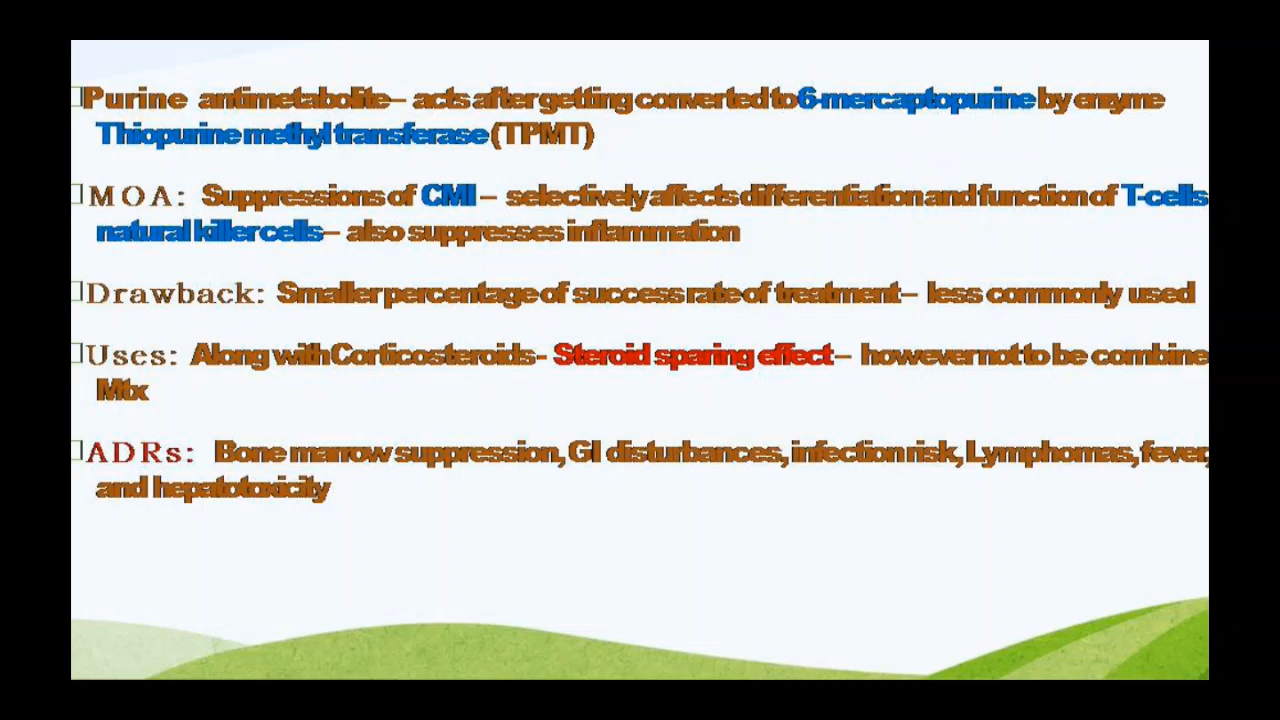 Purine antimetabolite– acts after getting converted to 6-mercaptopurine by enzyme
Thiopurine methyl transferase (TPMT)
MOA: Suppressions of CMI – selectively affects differentiation and function of T-cells
natural killer cells– also suppresses inflammation
Drawback: Smaller percentage of success rate of treatment – less commonly used
Uses: Along with Corticosteroids- Steroid sparing effect – however not to be combine
Mtx
ADRs: Bone marrow suppression, GI disturbances, infection risk, Lymphomas, fever,
and hepatotoxicity